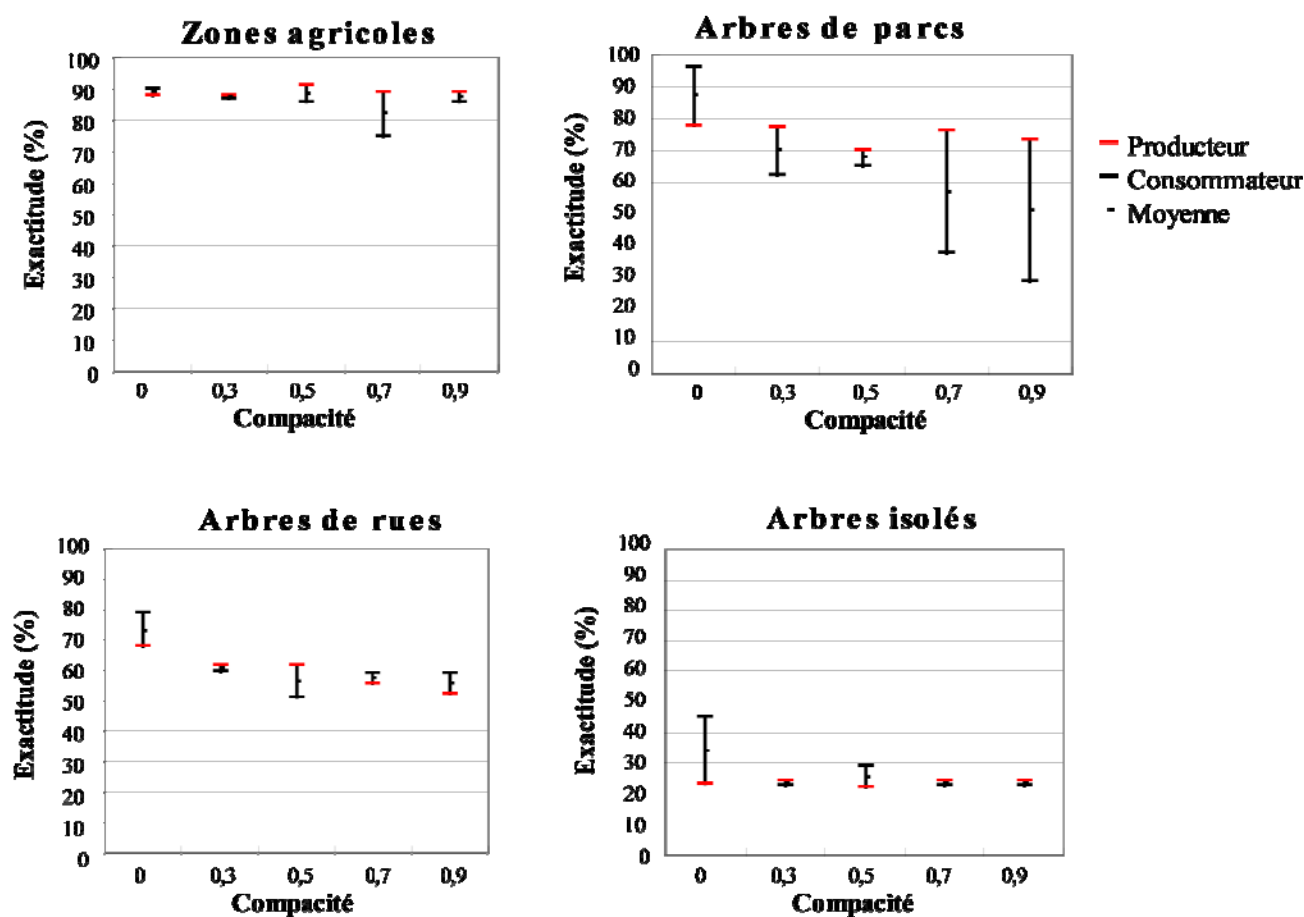 Zones agricoles
Exactitude (%)
100
90
80
70
60
50
40
30
20
10
0
0 0,3 0,5 0,7 0,9
Compacité
Arbres de parcs
Exactitude (%)
100
90
80
70
60
50
40
30
20
10
0
0 0,3 0,5 0,7 0,9
Compacité
Producteur
Consommateur
Moyenne
Arbres de rues
Exactitude (%)
100
90
80
70
60
50
40
30
20
10
0
0 0,3 0,5 0,7 0,9
Compacité
Arbres isolés
Exactitude (%)
100
90
80
70
60
50
40
30
20
10
0
0 0,3 0,5 0,7 0,9
Compacité